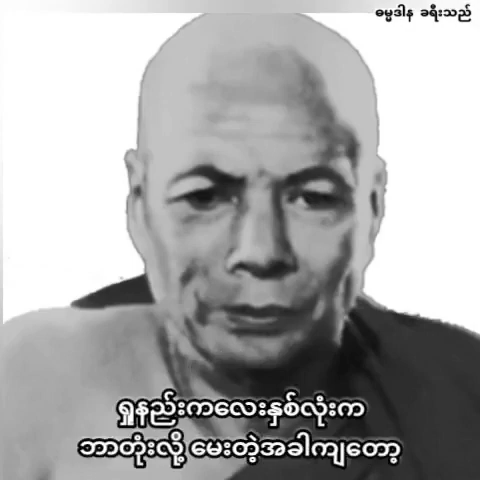 ဓမ္မဒါန ခရီးသည်
ရှုနည်းကလေးနှစ်လုံးက
ဘာတုံးလို့ မေးတဲ့အခါကျတော့